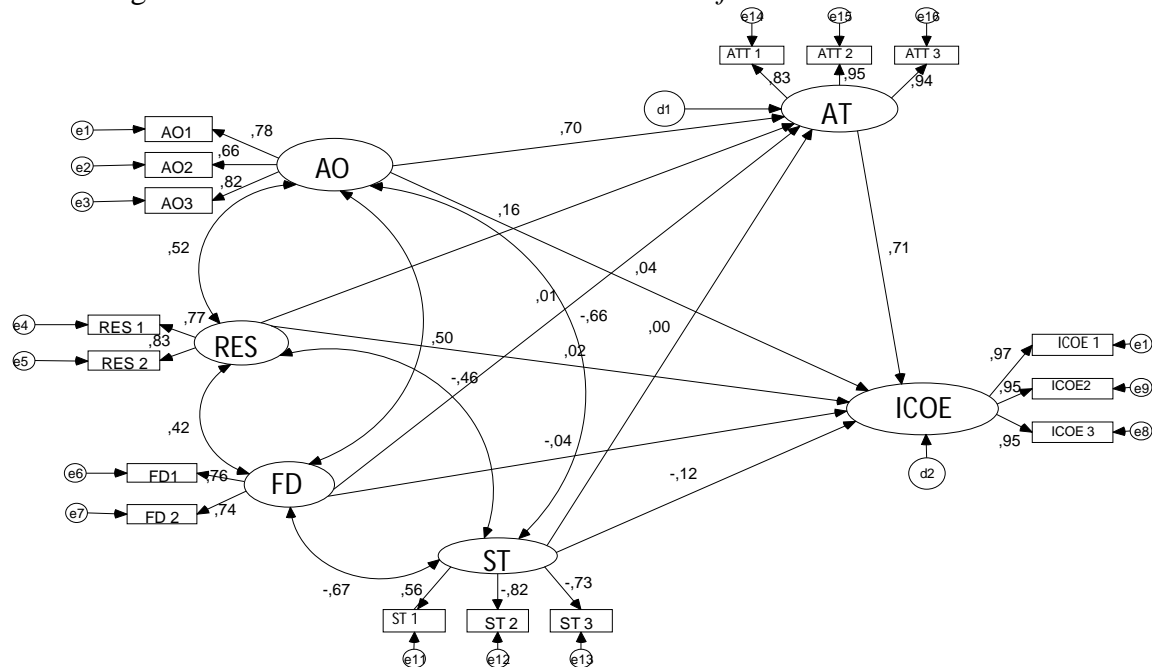 e14
e15
e16
ATT 1
ATT 2
ATT 3
,83
,95
,94
AT
d1
,70
e1
AO1
,78
e2
AO2
,66
e3
AO3
,82
AO
,52
,16
,04
,71
,01
-,66
,00
e4
RES 1
,77
e5
RES 2
,83
RES
,50
,02
-,46
,42
ICOE
,97
ICOE 1
e1
,95
ICOE2
e9
,95
ICOE 3
e8
d2
-,04
-,12
e6
FD1
,76
e7
FD 2
,74
FD
-,67
ST
,56
-,82
-,73
ST 1
ST 2
ST 3
e11
e12
e13